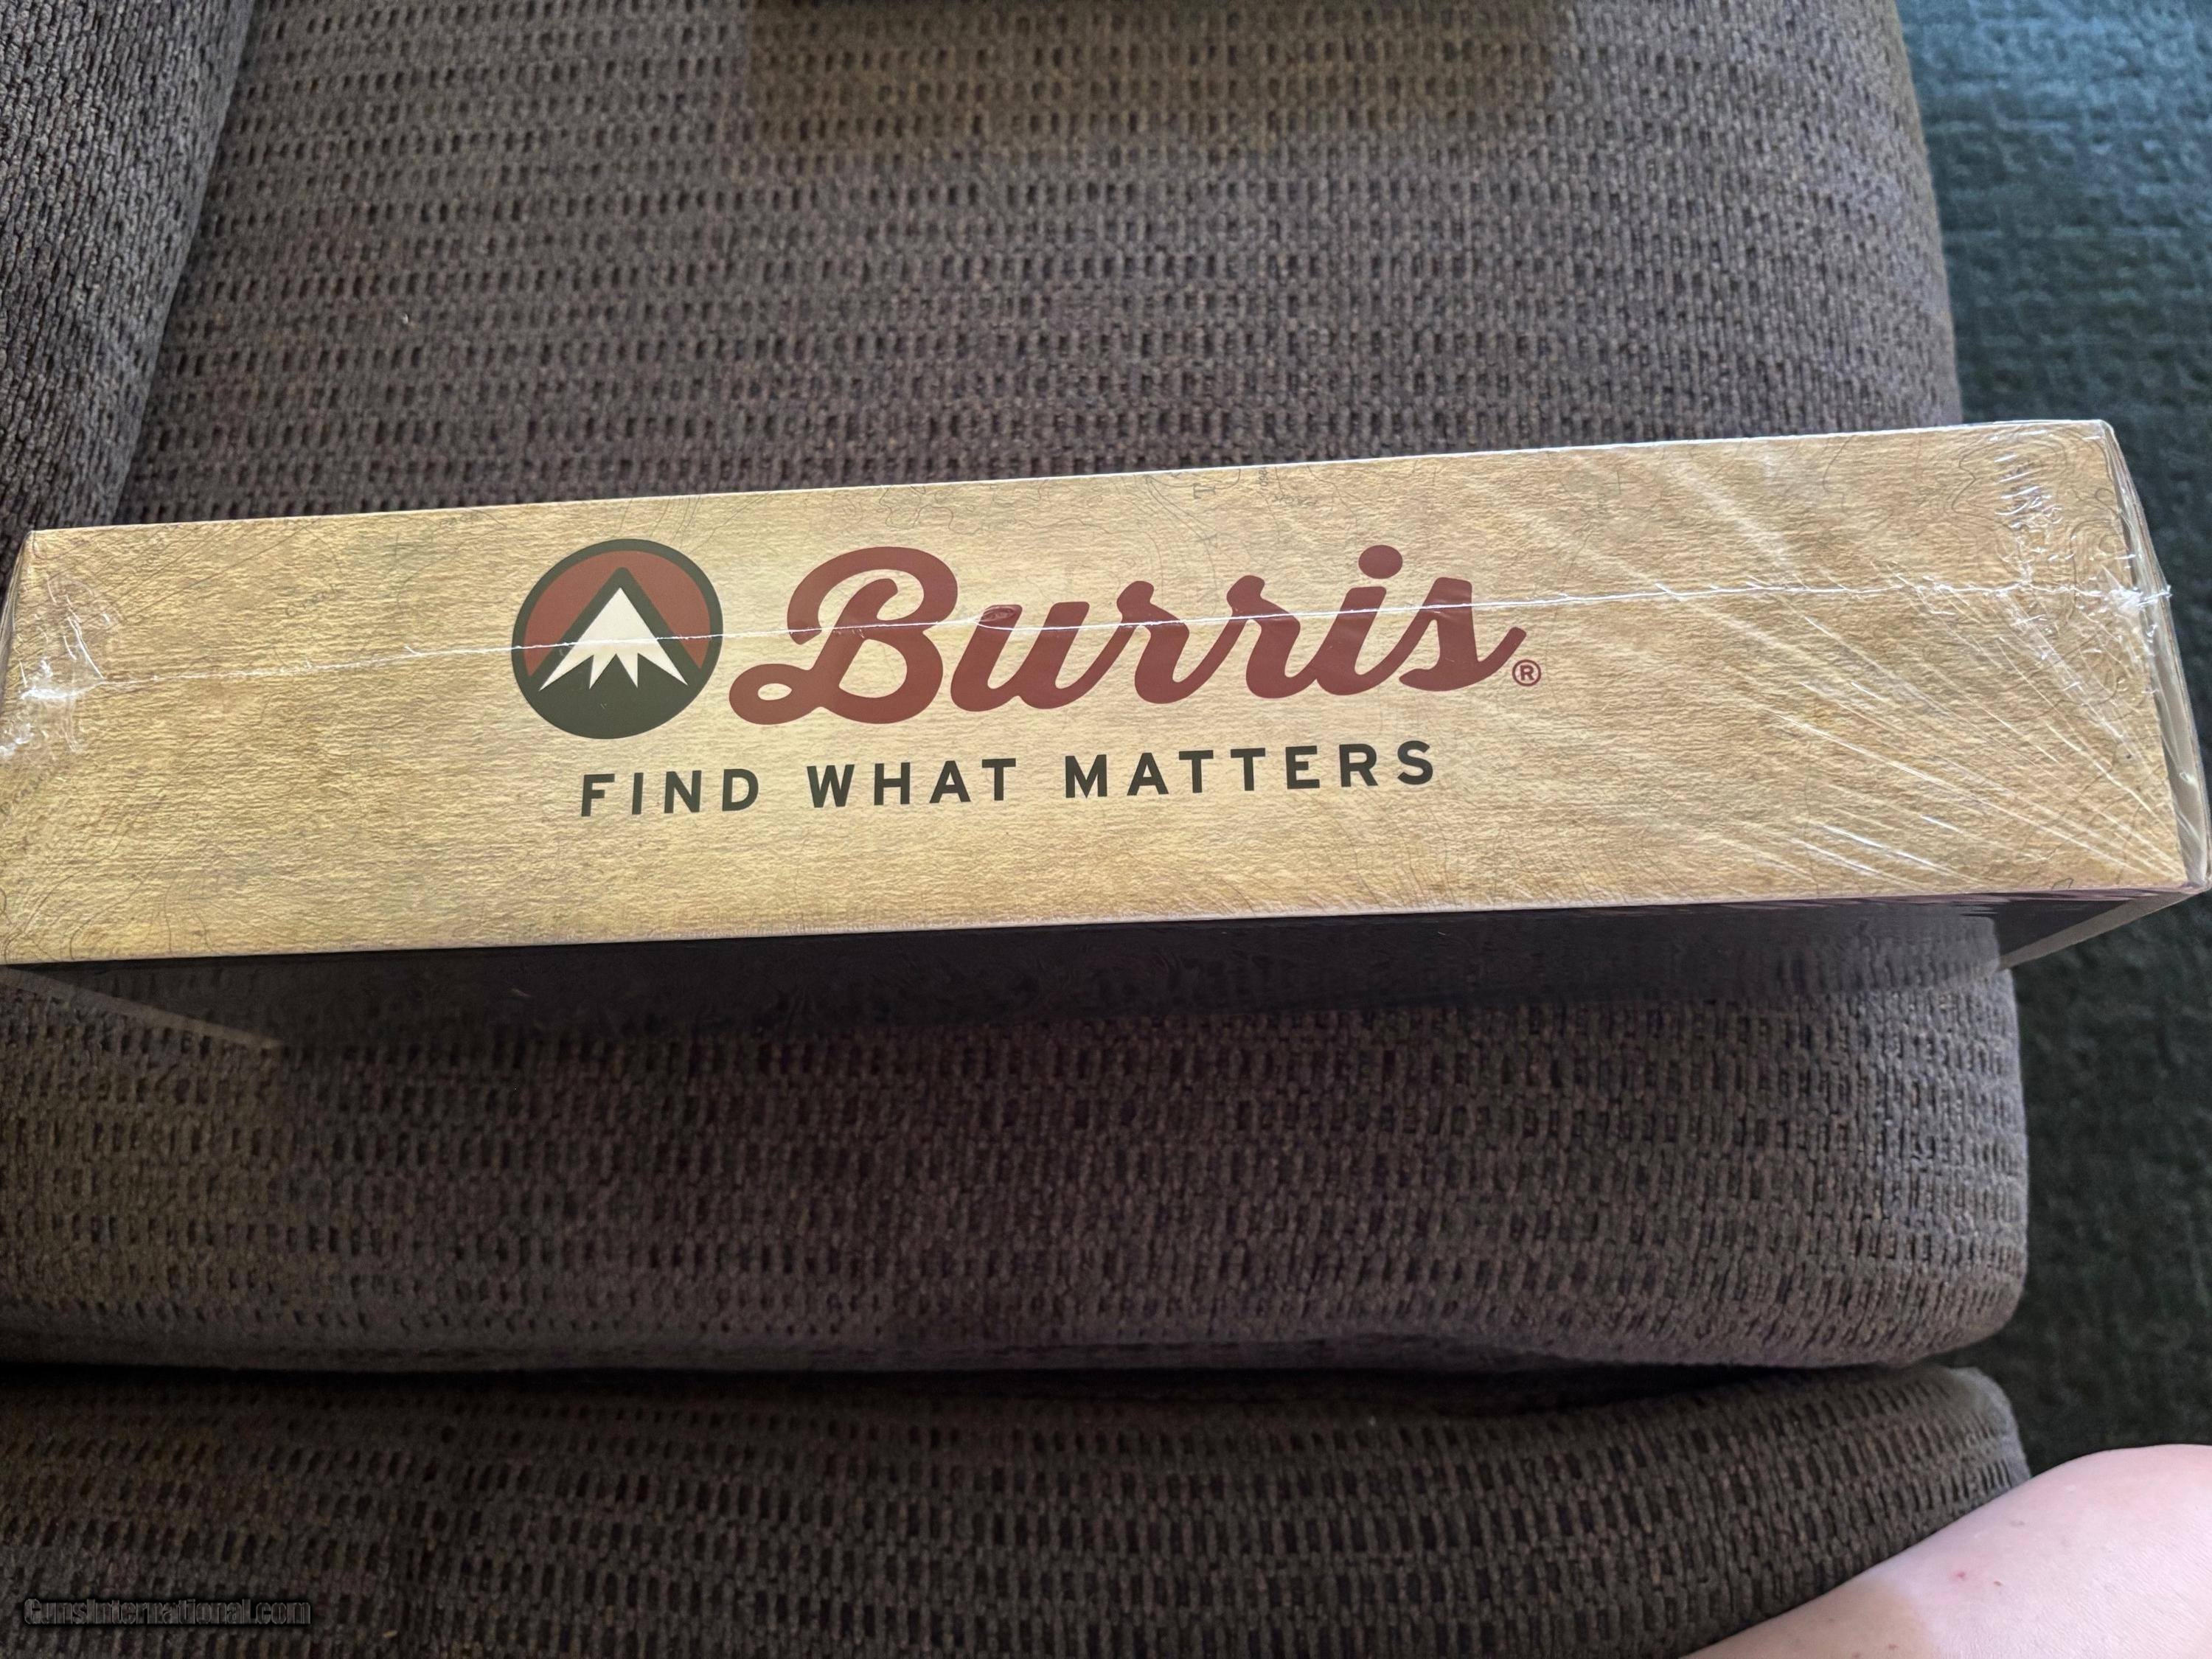 Burris®
FIND WHAT MATTERS
GunsInternational.com